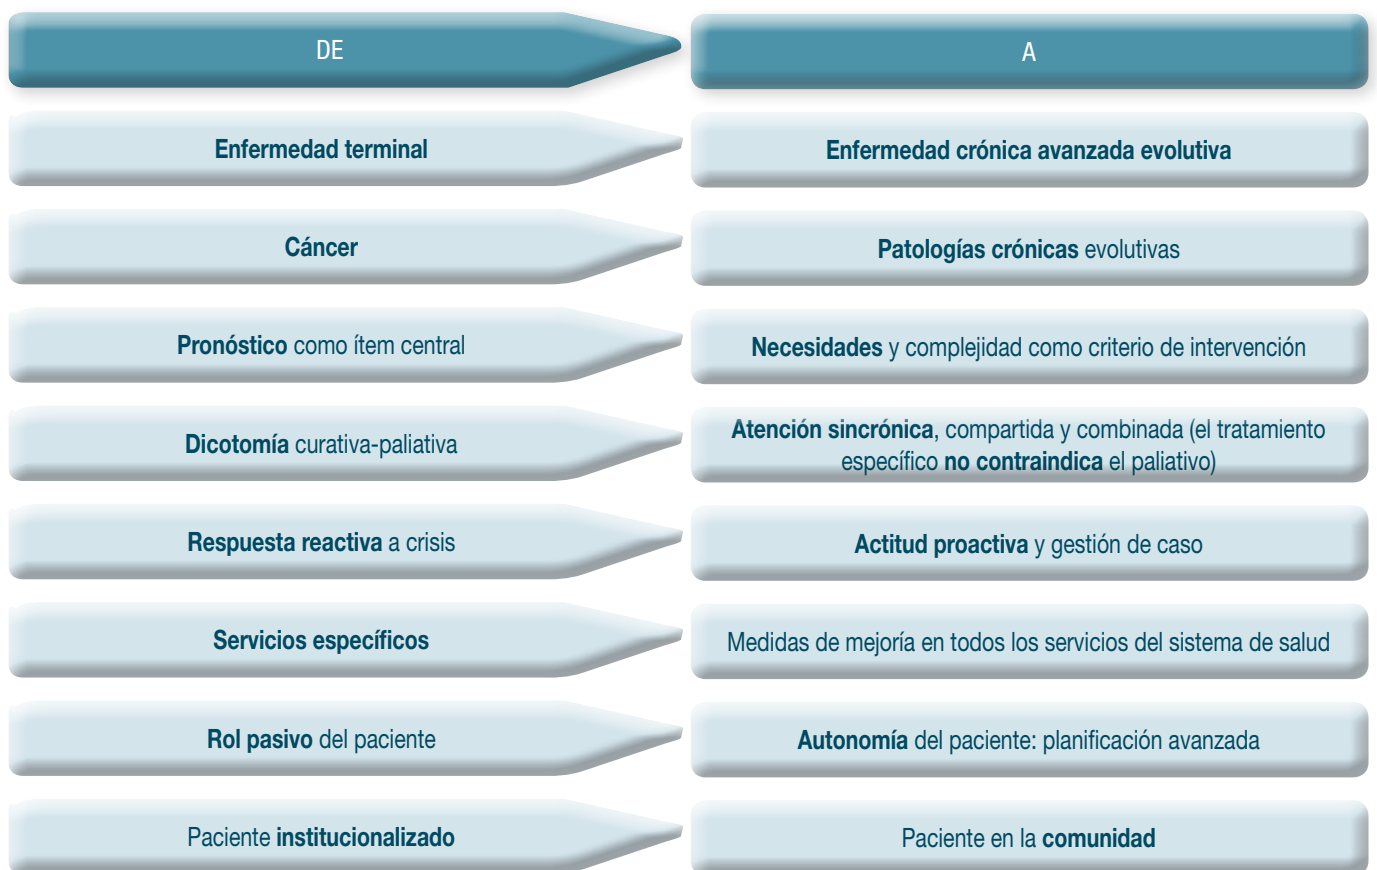 DE
A
Enfermedad terminal
Enfermedad crónica avanzada evolutiva
Cáncer
Patologías crónicas evolutivas
Pronóstico como ítem central
Necesidades y complejidad como criterio de intervención
Dicotomía curativa-paliativa
Atención sincrónica, compartida y combinada (el tratamiento
específico no contraindica el paliativo)
Respuesta reactiva a crisis
Actitud proactiva y gestión de caso
Servicios específicos
Medidas de mejoría en todos los servicios del sistema de salud
Rol pasivo del paciente
Autonomía del paciente: planificación avanzada
Paciente institucionalizado
Paciente en la comunidad